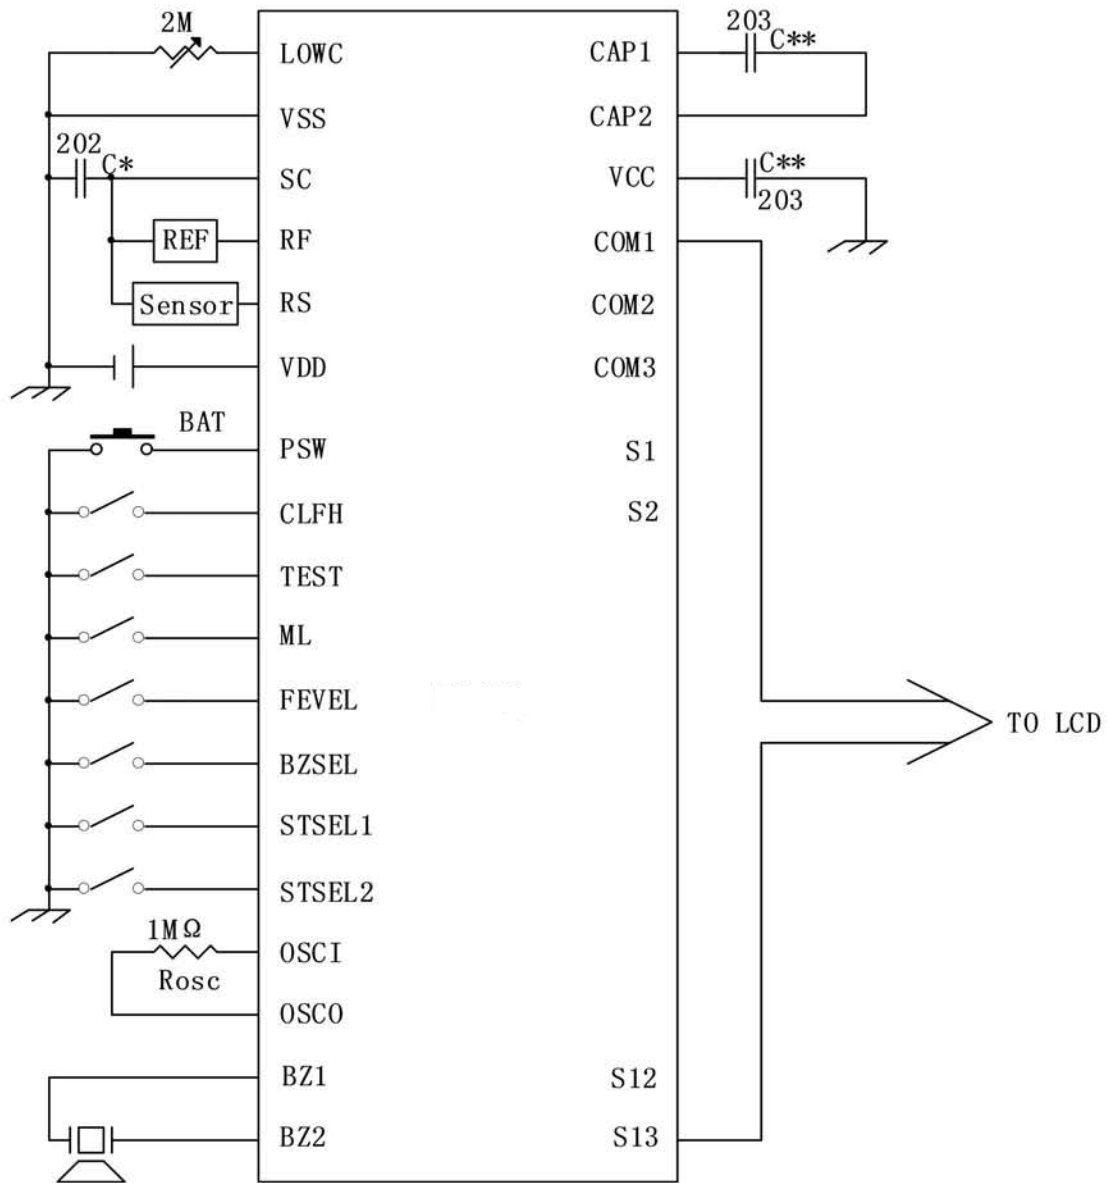 2M
LOWC
VSS
202
C*
SC
REF
RF
Sensor
RS
VDD
BAT
PSW
CLFH
TEST
ML
FEVEL
BZSEL
STSEL1
STSEL2
1MΩ
OSCI
Rosc
OSCO
BZ1
BZ2
203
C**
CAP1
CAP2
C**
VCC
203
COM1
COM2
COM3
S1
S2
TO LCD
S12
S13